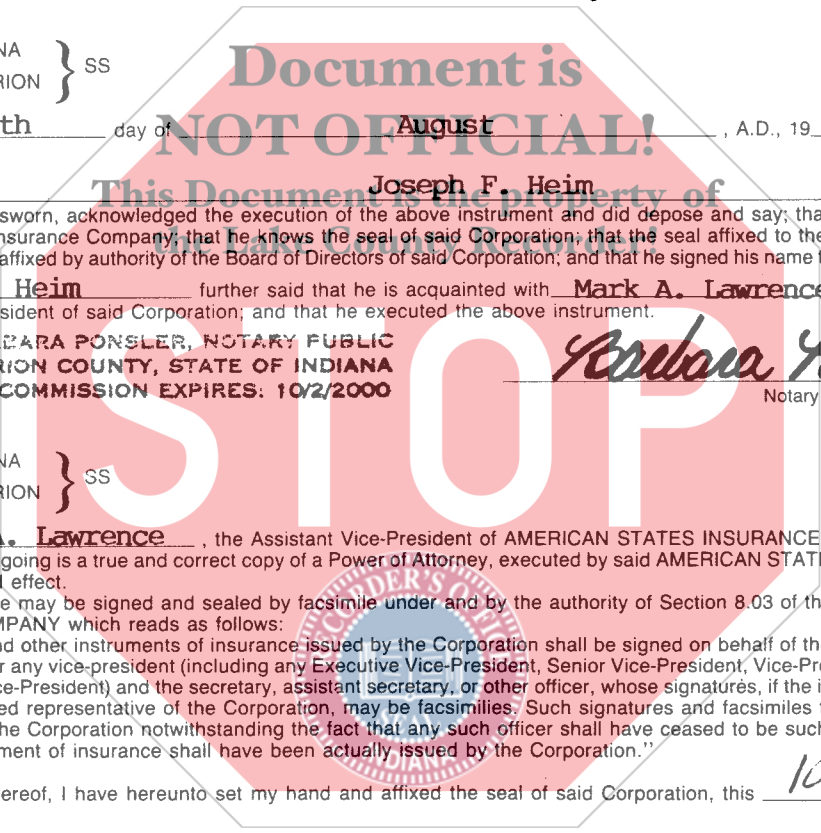 NA
RION } SS
Document is
NOT OFFICIAL!
This Document is the property of
the Lake County Recorder!
th day of August , A.D., 19
Joseph F. Heim
sworn, acknowledged the execution of the above instrument and did depose and say; tha
nsurance Company; that he knows the seal of said Corporation; that the seal affixed to the
affixed by authority of the Board of Directors of said Corporation; and that he signed his name
Heim further said that he is acquainted with Mark A. Lawrence
sident of said Corporation; and that he executed the above instrument.
BARA PONSLER, NOTARY PUBLIC
RION COUNTY, STATE OF INDIANA
COMMISSION EXPIRES: 10/2/2000
Barbara
Notary
STOP
NA
RION } SS
A. Lawrence , the Assistant Vice-President of AMERICAN STATES INSURANCE
going is a true and correct copy of a Power of Attorney, executed by said AMERICAN STAT
l effect.
e may be signed and sealed by facsimile under and by the authority of Section 8.03 of th
MPANY which reads as follows:
nd other instruments of insurance issued by the Corporation shall be signed on behalf of th
r any vice-president (including any Executive Vice-President, Senior Vice-President, Vice-Pr
ce-President) and the secretary, assistant secretary, or other officer, whose signatures, if the i
ed representative of the Corporation, may be facsimilies. Such signatures and facsimiles
he Corporation notwithstanding the fact that any such officer shall have ceased to be such
ment of insurance shall have been actually issued by the Corporation."
RECORDER'S OFFIC
SEAL
INDIANA
ereof, I have hereunto set my hand and affixed the seal of said Corporation, this 10